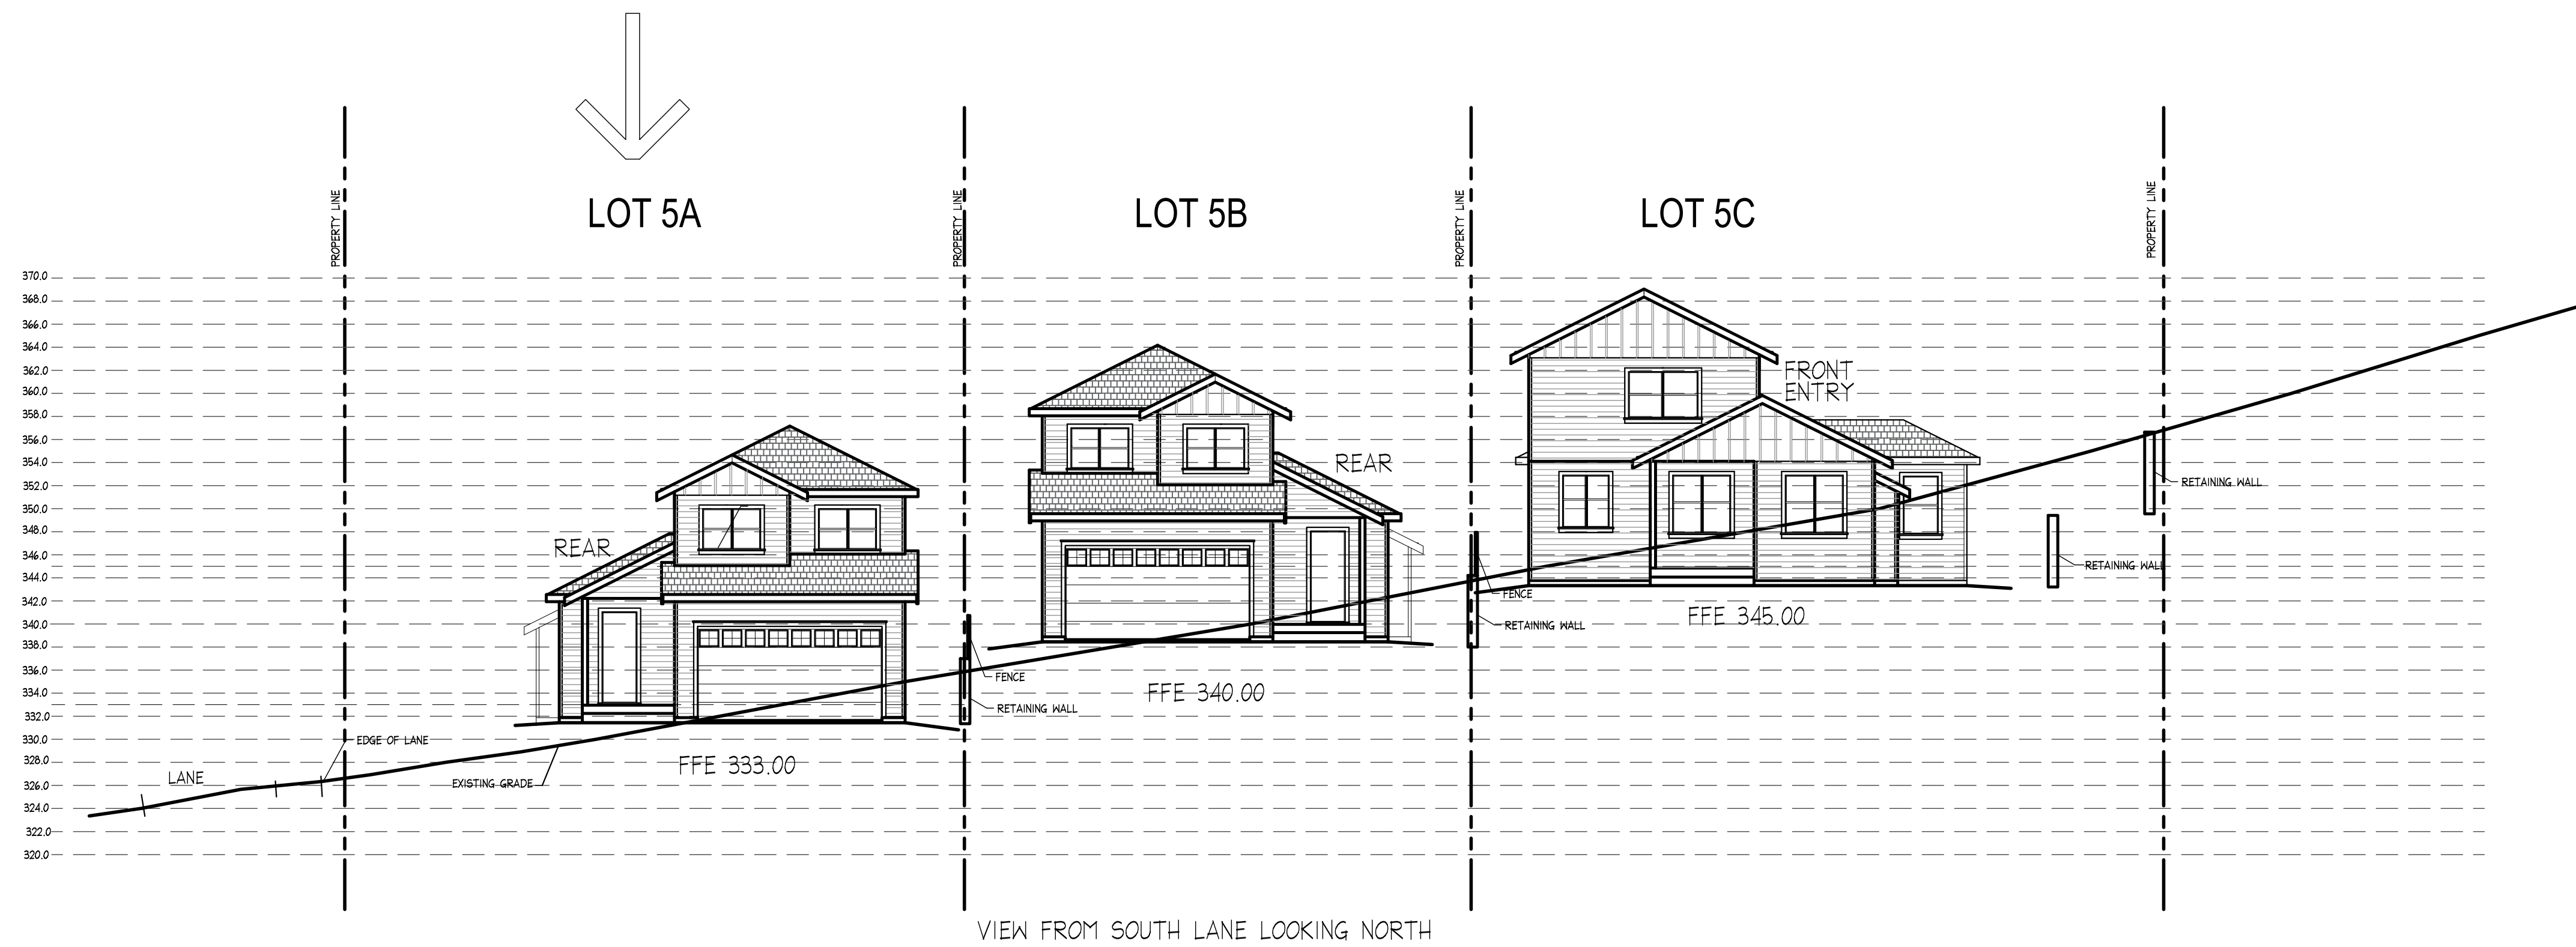 PROPERTY LINE
PROPERTY LINE
PROPERTY LINE
PROPERTY LINE
LOT 5A
LOT 5B
LOT 5C
370.0
368.0
366.0
364.0
362.0
360.0
358.0
356.0
354.0
352.0
350.0
348.0
346.0
344.0
342.0
340.0
338.0
336.0
334.0
332.0
330.0
328.0
326.0
324.0
322.0
320.0
FRONT
ENTRY
REAR
REAR
RETAINING WALL
RETAINING WALL
FENCE
RETAINING WALL
FFE 345.00
FENCE
RETAINING WALL
FFE 340.00
EDGE OF LANE
FFE 333.00
LANE
EXISTING GRADE
VIEW FROM SOUTH LANE LOOKING NORTH